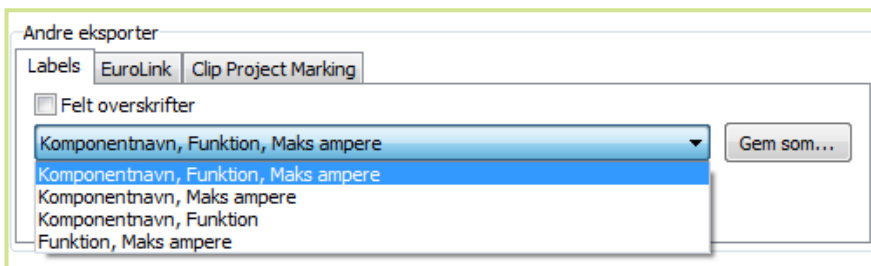 Andre eksporter
Labels EuroLink Clip Project Marking
Felt overskrifter
Komponentnavn, Funktion, Maks ampere Gem som...
Komponentnavn, Funktion, Maks ampere
Komponentnavn, Maks ampere
Komponentnavn, Funktion
Funktion, Maks ampere